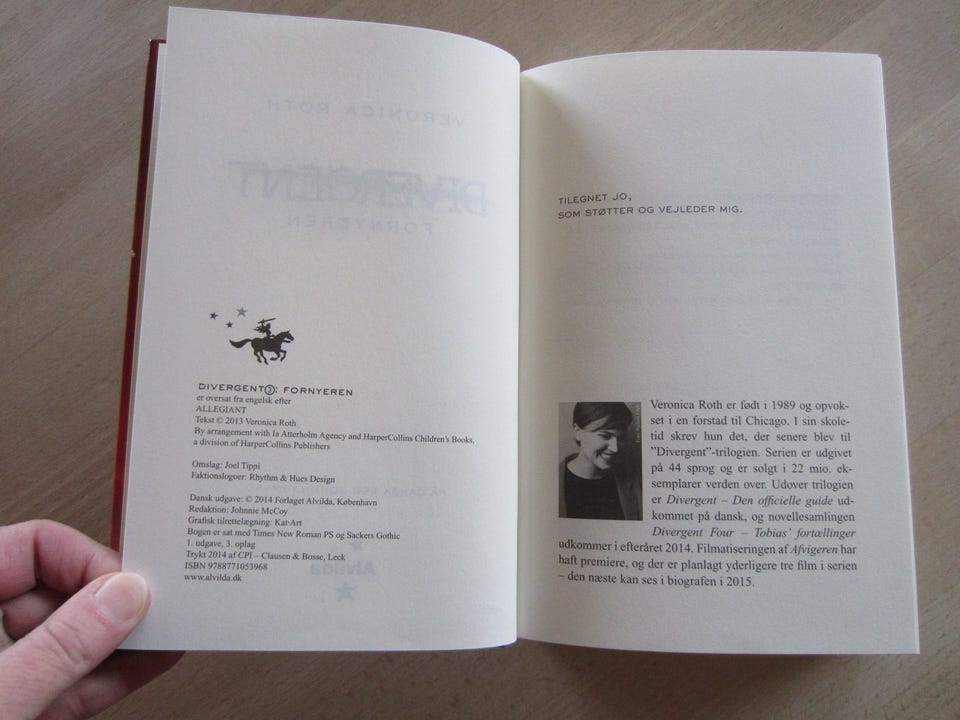 VERONICA ROTH
DIVERGENT
FORNYEREN
DIVERGENT③: FORNYEREN
er oversat fra engelsk efter
ALLEGIANT
Tekst © 2013 Veronica Roth
By arrangement with Ia Atterholm Agency and HarperCollins Children's Books,
a division of HarperCollins Publishers
Omslag: Joel Tippi
Faktionslogoer: Rhythm & Hues Design
Dansk udgave: © 2014 Forlaget Alvilda, København
Redaktion: Johnnie McCoy
Grafisk tilrettelægning: Kat-Art
Bogen er sat med Times New Roman PS og Sackers Gothic
1. udgave, 3. oplag
Trykt 2014 af CPI – Clausen & Bosse, Leck
ISBN 9788771053968
www.alvilda.dk
Alvilda
TILEGNET JO,
SOM STØTTER OG VEJLEDER MIG.
Veronica Roth er født i 1989 og opvok-
set i en forstad til Chicago. I sin skole-
tid skrev hun det, der senere blev til
"Divergent"-trilogien. Serien er udgivet
på 44 sprog og er solgt i 22 mio. ek-
semplarer verden over. Udover trilogien
er Divergent – Den officielle guide ud-
kommet på dansk, og novellesamlingen
Divergent Four – Tobias' fortællinger
udkommer i efteråret 2014. Filmatiseringen af Afvigeren har
haft premiere, og der er planlagt yderligere tre film i serien
– den næste kan ses i biografen i 2015.